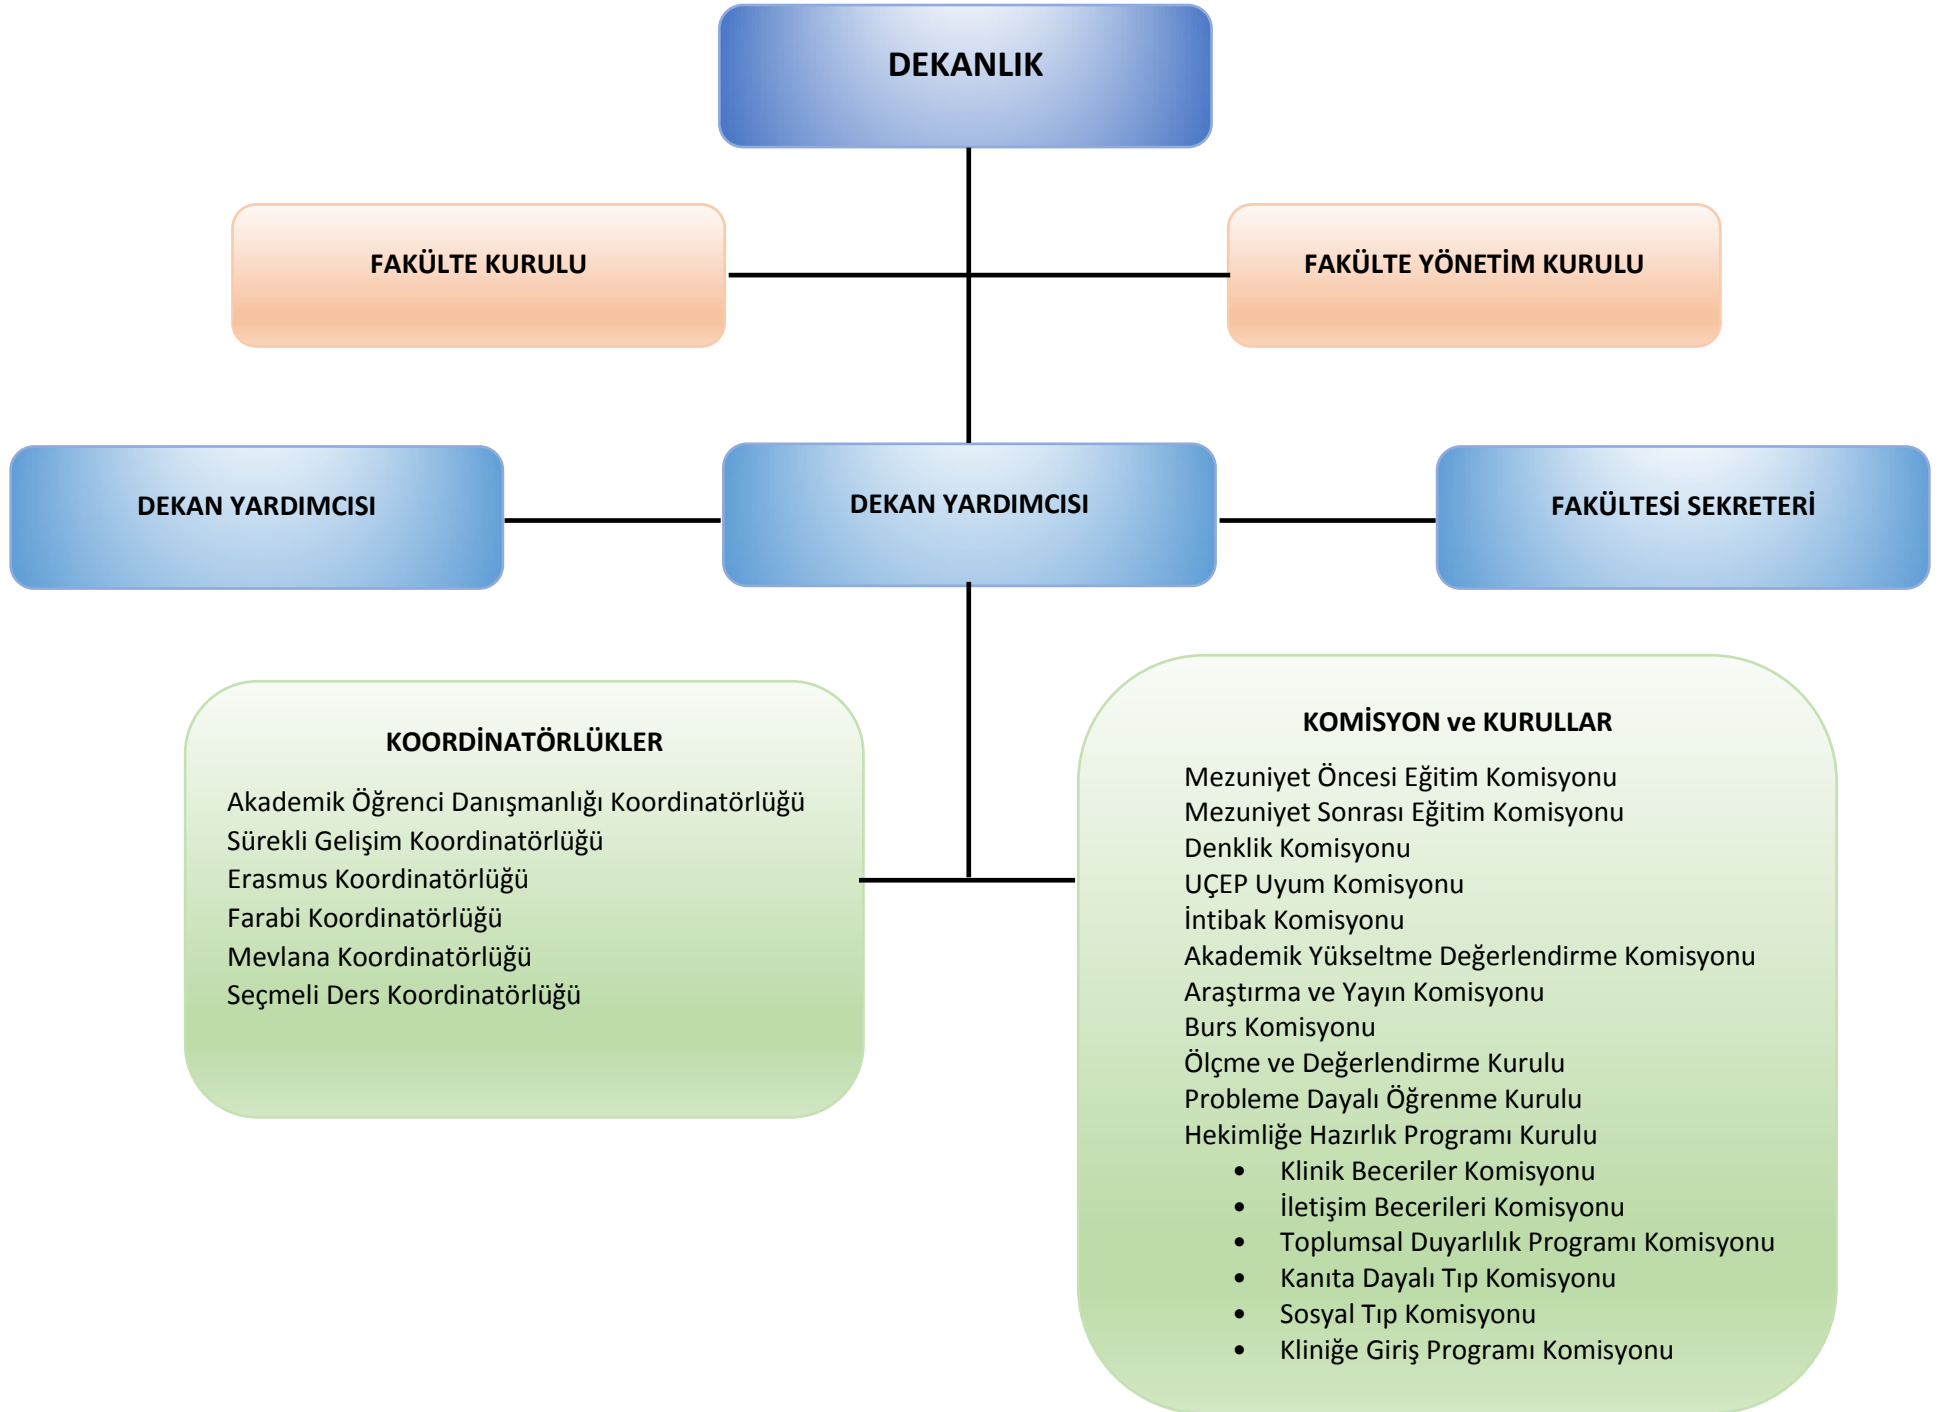 DEKANLIK
FAKÜLTE KURULU
FAKÜLTE YÖNETİM KURULU
DEKAN YARDIMCISI
DEKAN YARDIMCISI
FAKÜLTESİ SEKRETERİ
KOORDİNATÖRLÜKLER
Akademik Öğrenci Danışmanlığı Koordinatörlüğü
Sürekli Gelişim Koordinatörlüğü
Erasmus Koordinatörlüğü
Farabi Koordinatörlüğü
Mevlana Koordinatörlüğü
Seçmeli Ders Koordinatörlüğü
KOMİSYON ve KURULLAR
Mezuniyet Öncesi Eğitim Komisyonu
Mezuniyet Sonrası Eğitim Komisyonu
Denklik Komisyonu
UÇEP Uyum Komisyonu
İntibak Komisyonu
Akademik Yükseltme Değerlendirme Komisyonu
Araştırma ve Yayın Komisyonu
Burs Komisyonu
Ölçme ve Değerlendirme Kurulu
Probleme Dayalı Öğrenme Kurulu
Hekimliğe Hazırlık Programı Kurulu
• Klinik Beceriler Komisyonu
• İletişim Becerileri Komisyonu
• Toplumsal Duyarlılık Programı Komisyonu
• Kanıta Dayalı Tıp Komisyonu
• Sosyal Tıp Komisyonu
• Kliniğe Giriş Programı Komisyonu